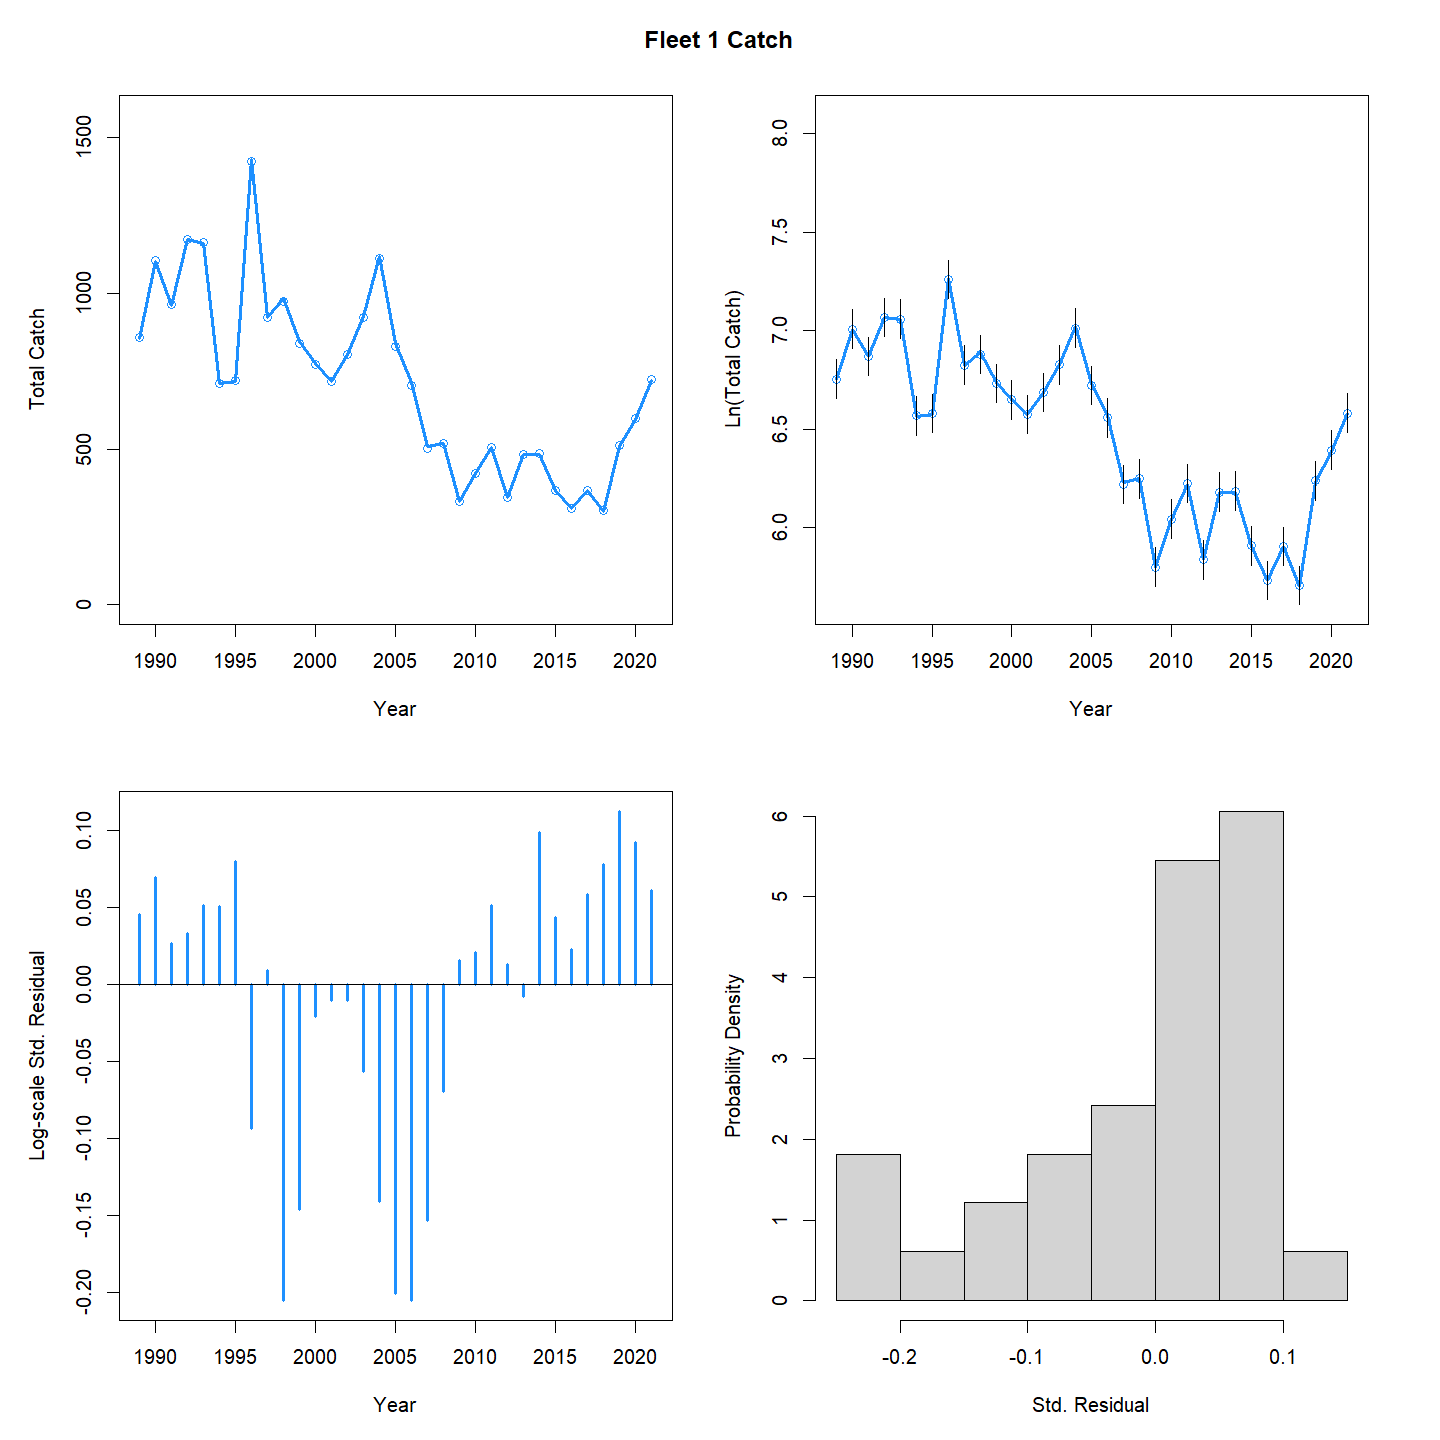 Fleet 1 Catch
Total Catch
1500
1000
500
0
1990 1995 2000 2005 2010 2015 2020
Year
Ln(Total Catch)
8.0
7.5
7.0
6.5
6.0
1990 1995 2000 2005 2010 2015 2020
Year
Log-scale Std. Residual
0.10
0.05
0.00
-0.05
-0.10
-0.15
-0.20
1990 1995 2000 2005 2010 2015 2020
Year
Probability Density
6
5
4
3
2
1
0
-0.2 -0.1 0.0 0.1
Std. Residual